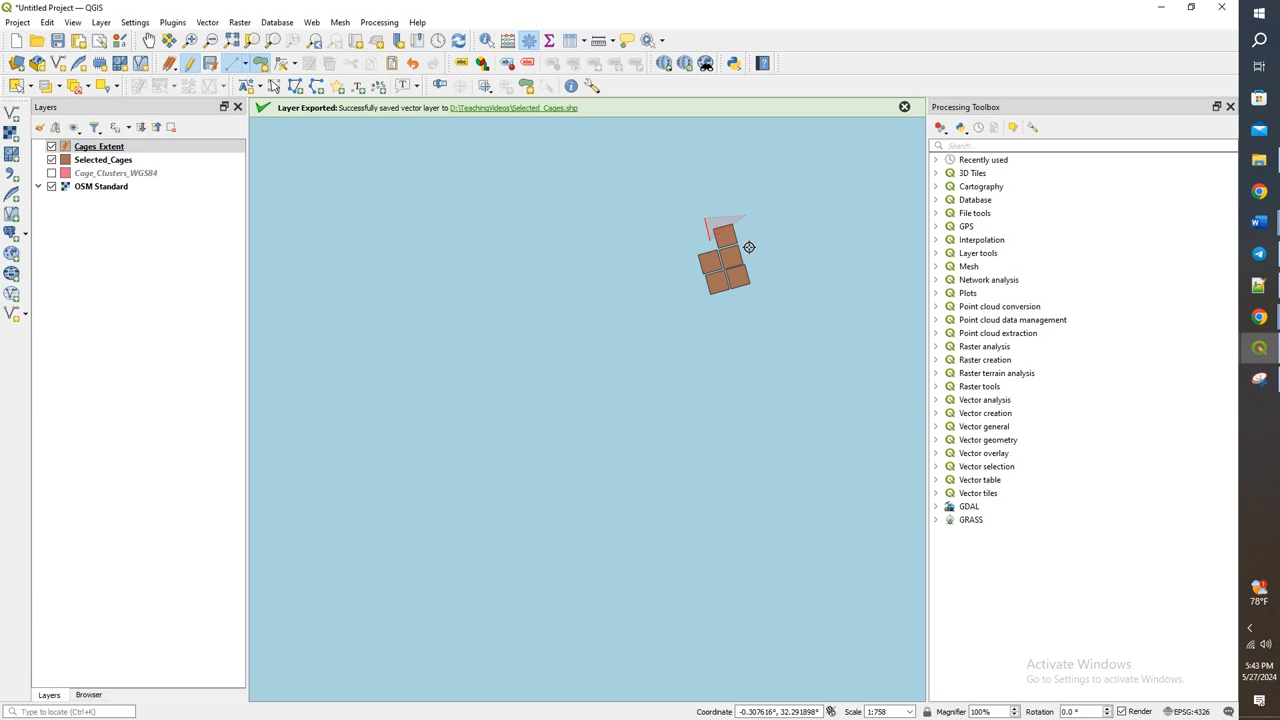 *Untitled Project — QGIS
Project Edit View Layer Settings Plugins Vector Raster Database Web Mesh Processing Help
Layers
Layer Exported: Successfully saved vector layer to D:\TeachingVideos\Selected_Cages.shp
Processing Toolbox
Search...
Cages_Extent
Selected_Cages
Cage_Clusters_WGS84
OSM Standard
Recently used
3D Tiles
Cartography
Database
File tools
GPS
Interpolation
Layer tools
Mesh
Network analysis
Plots
Point cloud conversion
Point cloud data management
Point cloud extraction
Raster analysis
Raster creation
Raster terrain analysis
Raster tools
Vector analysis
Vector creation
Vector general
Vector geometry
Vector overlay
Vector selection
Vector table
Vector tiles
GDAL
GRASS
78°F
5:43 PM
5/27/2024
Activate Windows
Go to Settings to activate Windows.
Layers Browser
Type to locate (Ctrl+K)
Coordinate -0.307616°, 32.291898° Scale 1:758 Magnifier 100% Rotation 0.0 ° Render EPSG:4326